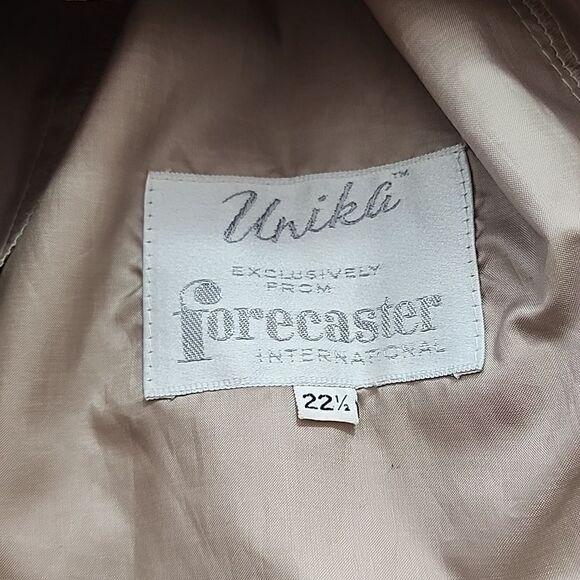 Unika™
EXCLUSIVELY
FROM
forecaster
INTERNATIONAL
22½